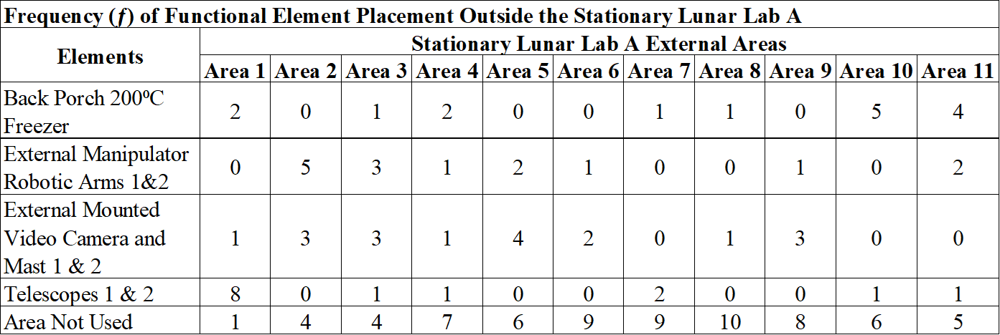 Frequency (f) of Functional Element Placement Outside the Stationary Lunar Lab A
Elements
Stationary Lunar Lab A External Areas
Area 1 Area 2 Area 3 Area 4 Area 5 Area 6 Area 7 Area 8 Area 9 Area 10 Area 11
Back Porch 200⁰C
Freezer
2 0 1 2 0 0 1 1 0 5 4
External Manipulator
Robotic Arms 1&2
0 5 3 1 2 1 0 0 1 0 2
External Mounted
Video Camera and
Mast 1 & 2
1 3 3 1 4 2 0 1 3 0 0
Telescopes 1 & 2 8 0 1 1 0 0 2 0 0 1 1
Area Not Used 1 4 4 7 6 9 9 10 8 6 5